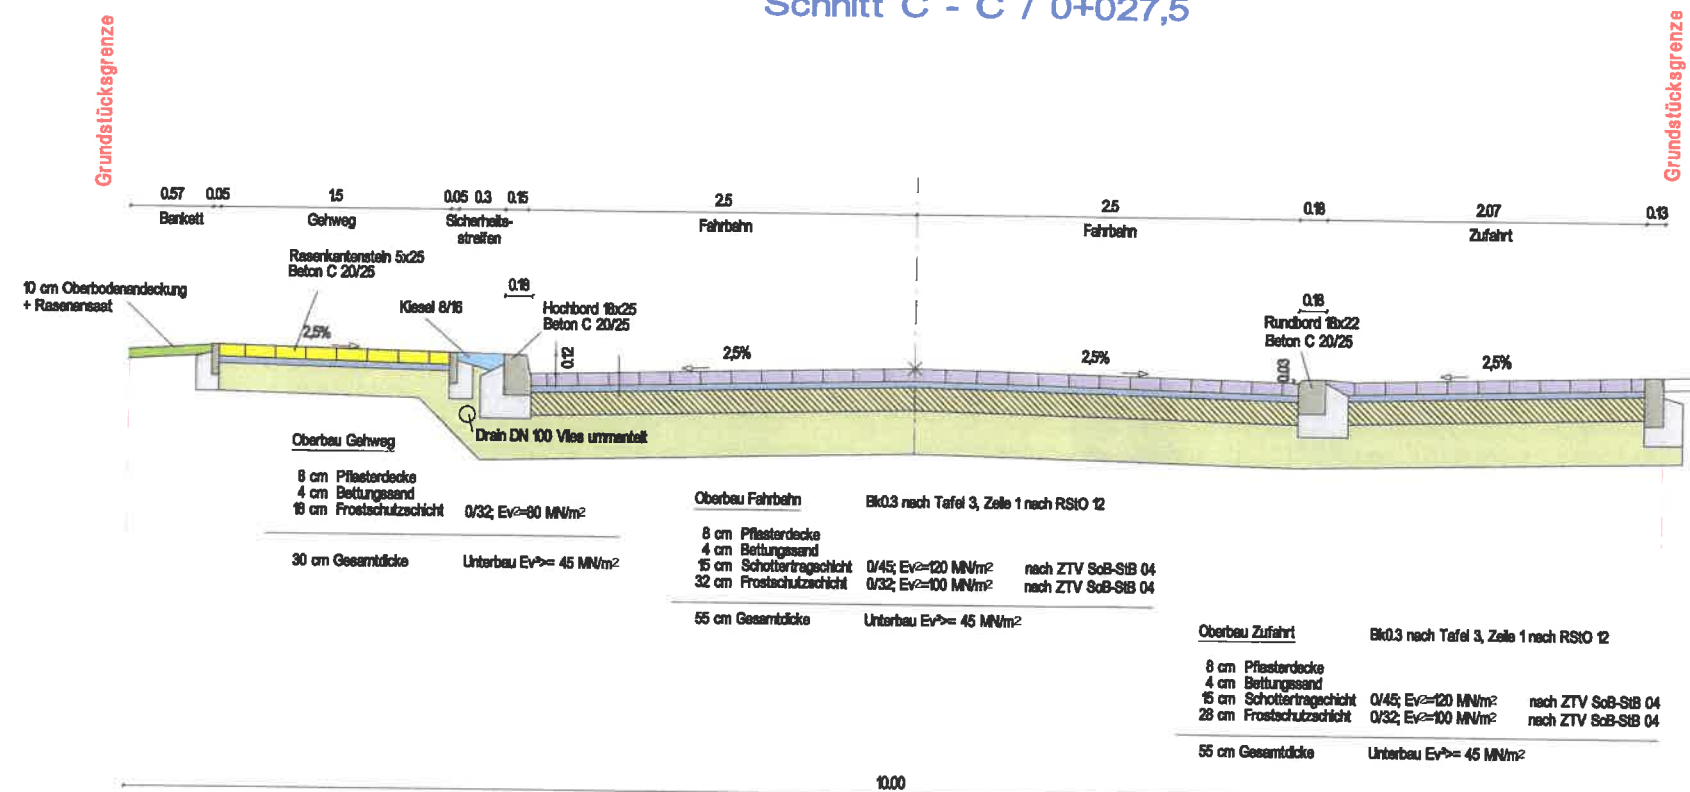 Schnitt C - C / 0+027,5
Grundstücksgrenze
Grundstücksgrenze
0.57 0.05 1.5 0.05 0.3 0.15 2.5 2.5 0.18 2.07 0.13
Bankett Gehweg Sicherheits- Fahrbahn Fahrbahn Zufahrt
streifen
Rasenkantenstein 5x25
Beton C 20/25
10 cm Oberbodenandeckung
+ Rasenansaat
Kiesel 8/16
0.18
Hochbord 18x25
Beton C 20/25
0.18
Rundbord 18x22
Beton C 20/25
2,5%
0.12
2,5%
2,5%
0.03
2,5%
Drain DN 100 Vlies ummantelt
Oberbau Gehweg
8 cm Pflasterdecke
4 cm Bettungssand
18 cm Frostschutzschicht 0/32; Ev2=80 MN/m2
30 cm Gesamtdicke Unterbau Ev²>= 45 MN/m2
Oberbau Fahrbahn Bk0.3 nach Tafel 3, Zeile 1 nach RStO 12
8 cm Pflasterdecke
4 cm Bettungssand
15 cm Schottertragschicht 0/45; Ev2=120 MN/m2 nach ZTV SoB-StB 04
32 cm Frostschutzschicht 0/32; Ev2=100 MN/m2 nach ZTV SoB-StB 04
55 cm Gesamtdicke Unterbau Ev²>= 45 MN/m2
Oberbau Zufahrt Bk0.3 nach Tafel 3, Zeile 1 nach RStO 12
8 cm Pflasterdecke
4 cm Bettungssand
15 cm Schottertragschicht 0/45; Ev2=120 MN/m2 nach ZTV SoB-StB 04
28 cm Frostschutzschicht 0/32; Ev2=100 MN/m2 nach ZTV SoB-StB 04
55 cm Gesamtdicke Unterbau Ev²>= 45 MN/m2
10.00